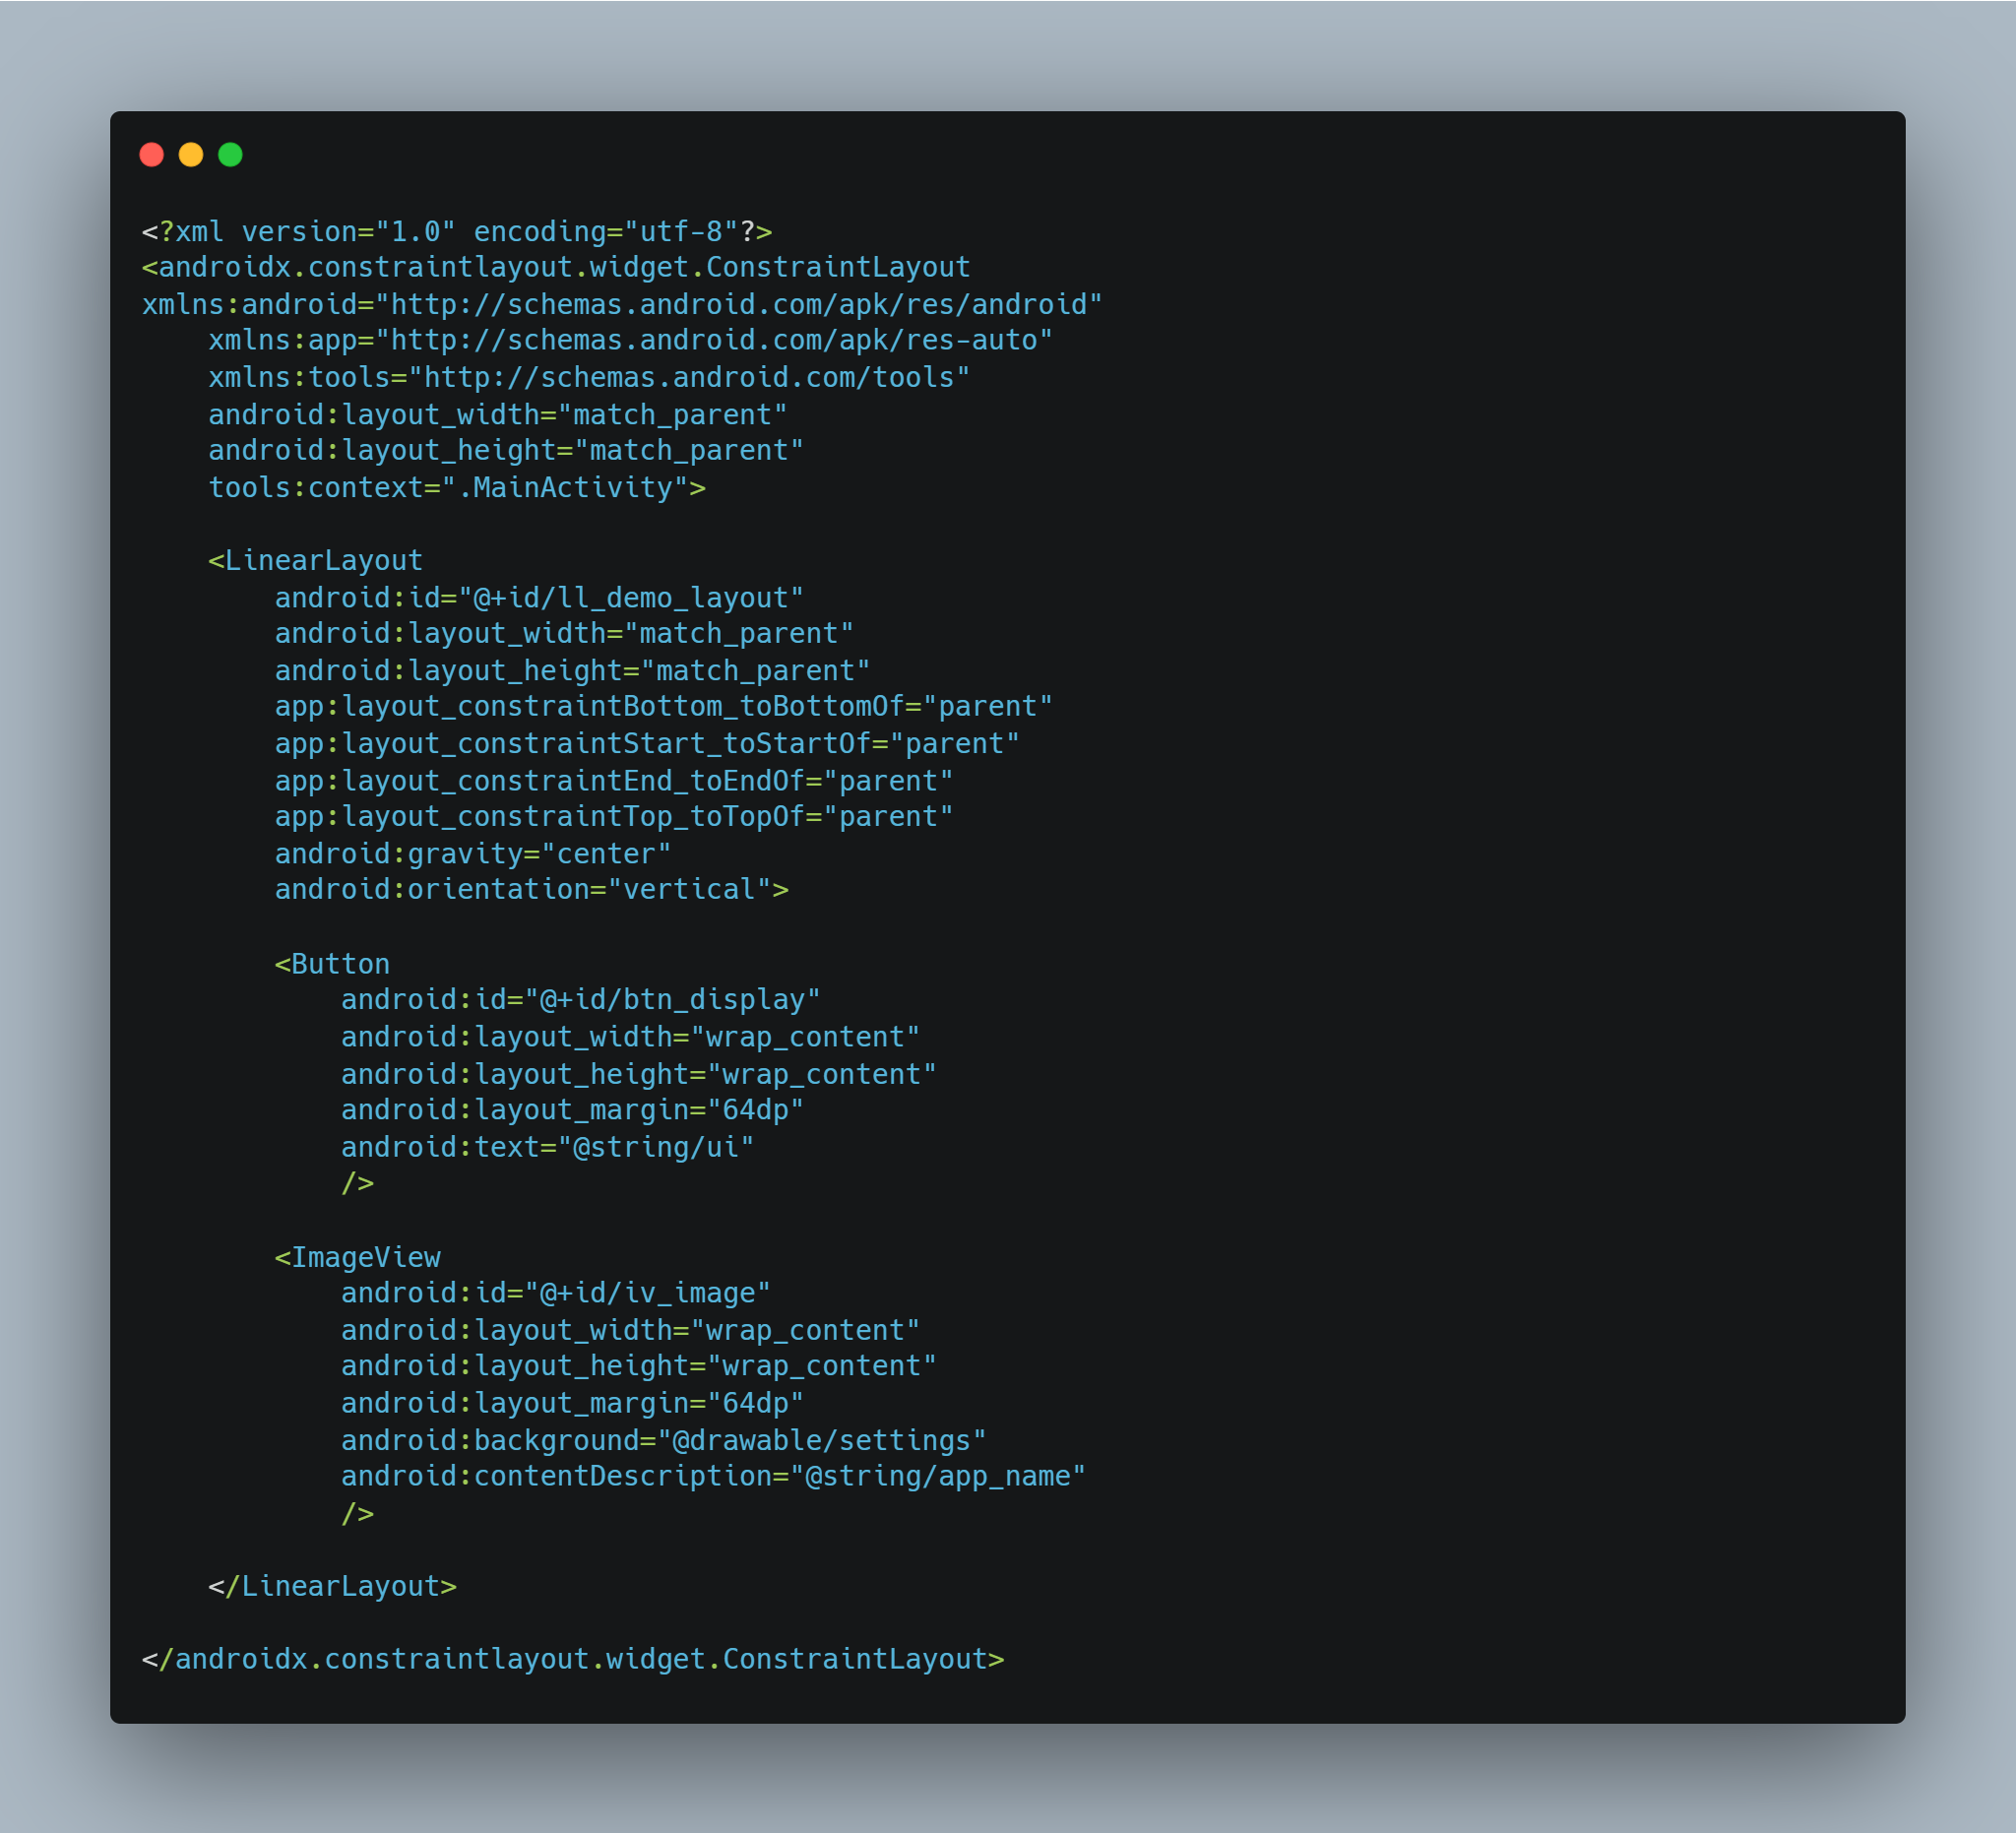 <?xml version="1.0" encoding="utf-8"?>
<androidx.constraintlayout.widget.ConstraintLayout
xmlns:android="http://schemas.android.com/apk/res/android"
    xmlns:app="http://schemas.android.com/apk/res-auto"
    xmlns:tools="http://schemas.android.com/tools"
    android:layout_width="match_parent"
    android:layout_height="match_parent"
    tools:context=".MainActivity">

    <LinearLayout
        android:id="@+id/ll_demo_layout"
        android:layout_width="match_parent"
        android:layout_height="match_parent"
        app:layout_constraintBottom_toBottomOf="parent"
        app:layout_constraintStart_toStartOf="parent"
        app:layout_constraintEnd_toEndOf="parent"
        app:layout_constraintTop_toTopOf="parent"
        android:gravity="center"
        android:orientation="vertical">

        <Button
            android:id="@+id/btn_display"
            android:layout_width="wrap_content"
            android:layout_height="wrap_content"
            android:layout_margin="64dp"
            android:text="@string/ui"
            />

        <ImageView
            android:id="@+id/iv_image"
            android:layout_width="wrap_content"
            android:layout_height="wrap_content"
            android:layout_margin="64dp"
            android:background="@drawable/settings"
            android:contentDescription="@string/app_name"
            />

    </LinearLayout>

</androidx.constraintlayout.widget.ConstraintLayout>